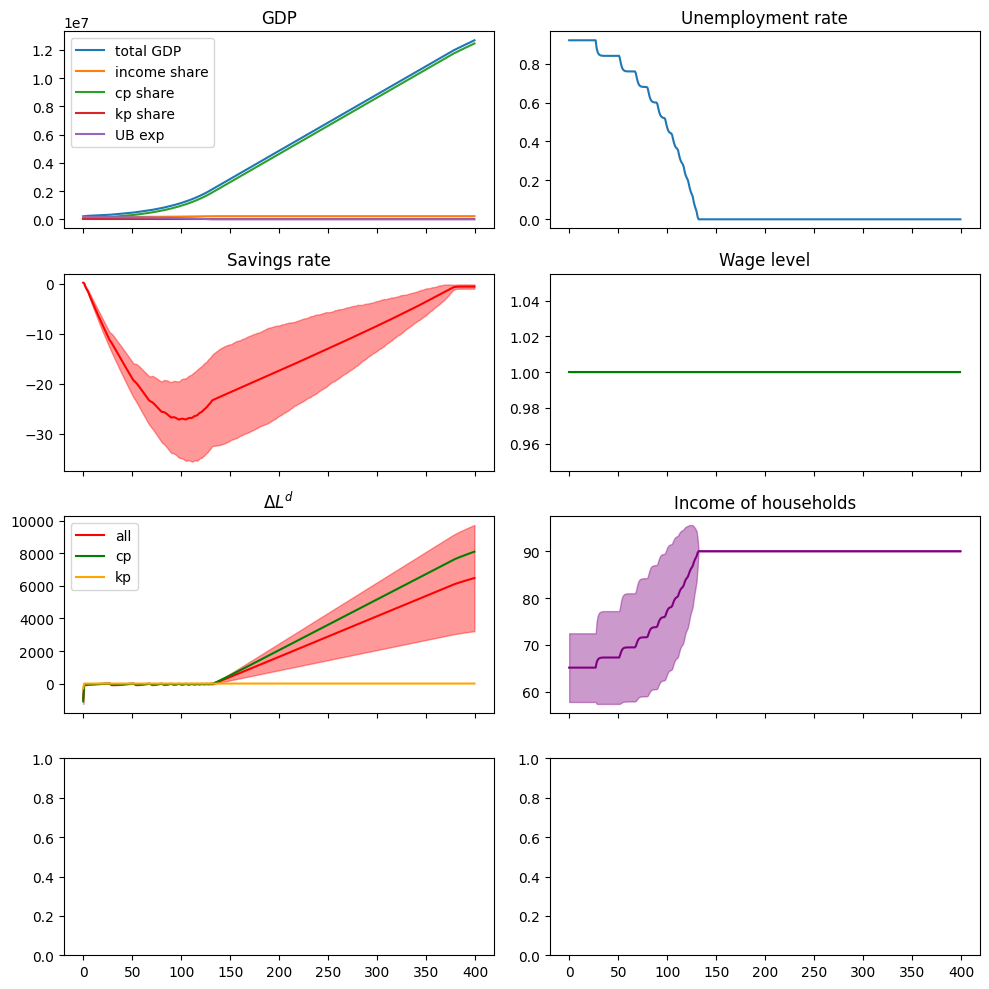 GDP
1e7
1.2
1.0
0.8
0.6
0.4
0.2
0.0
total GDP
income share
cp share
kp share
UB exp
Unemployment rate
0.8
0.6
0.4
0.2
0.0
Savings rate
0
−10
−20
−30
Wage level
1.04
1.02
1.00
0.98
0.96
ΔL^d
10000
8000
6000
4000
2000
0
all
cp
kp
Income of households
90
80
70
60
1.0
0.8
0.6
0.4
0.2
0.0
0 50 100 150 200 250 300 350 400
1.0
0.8
0.6
0.4
0.2
0.0
0 50 100 150 200 250 300 350 400